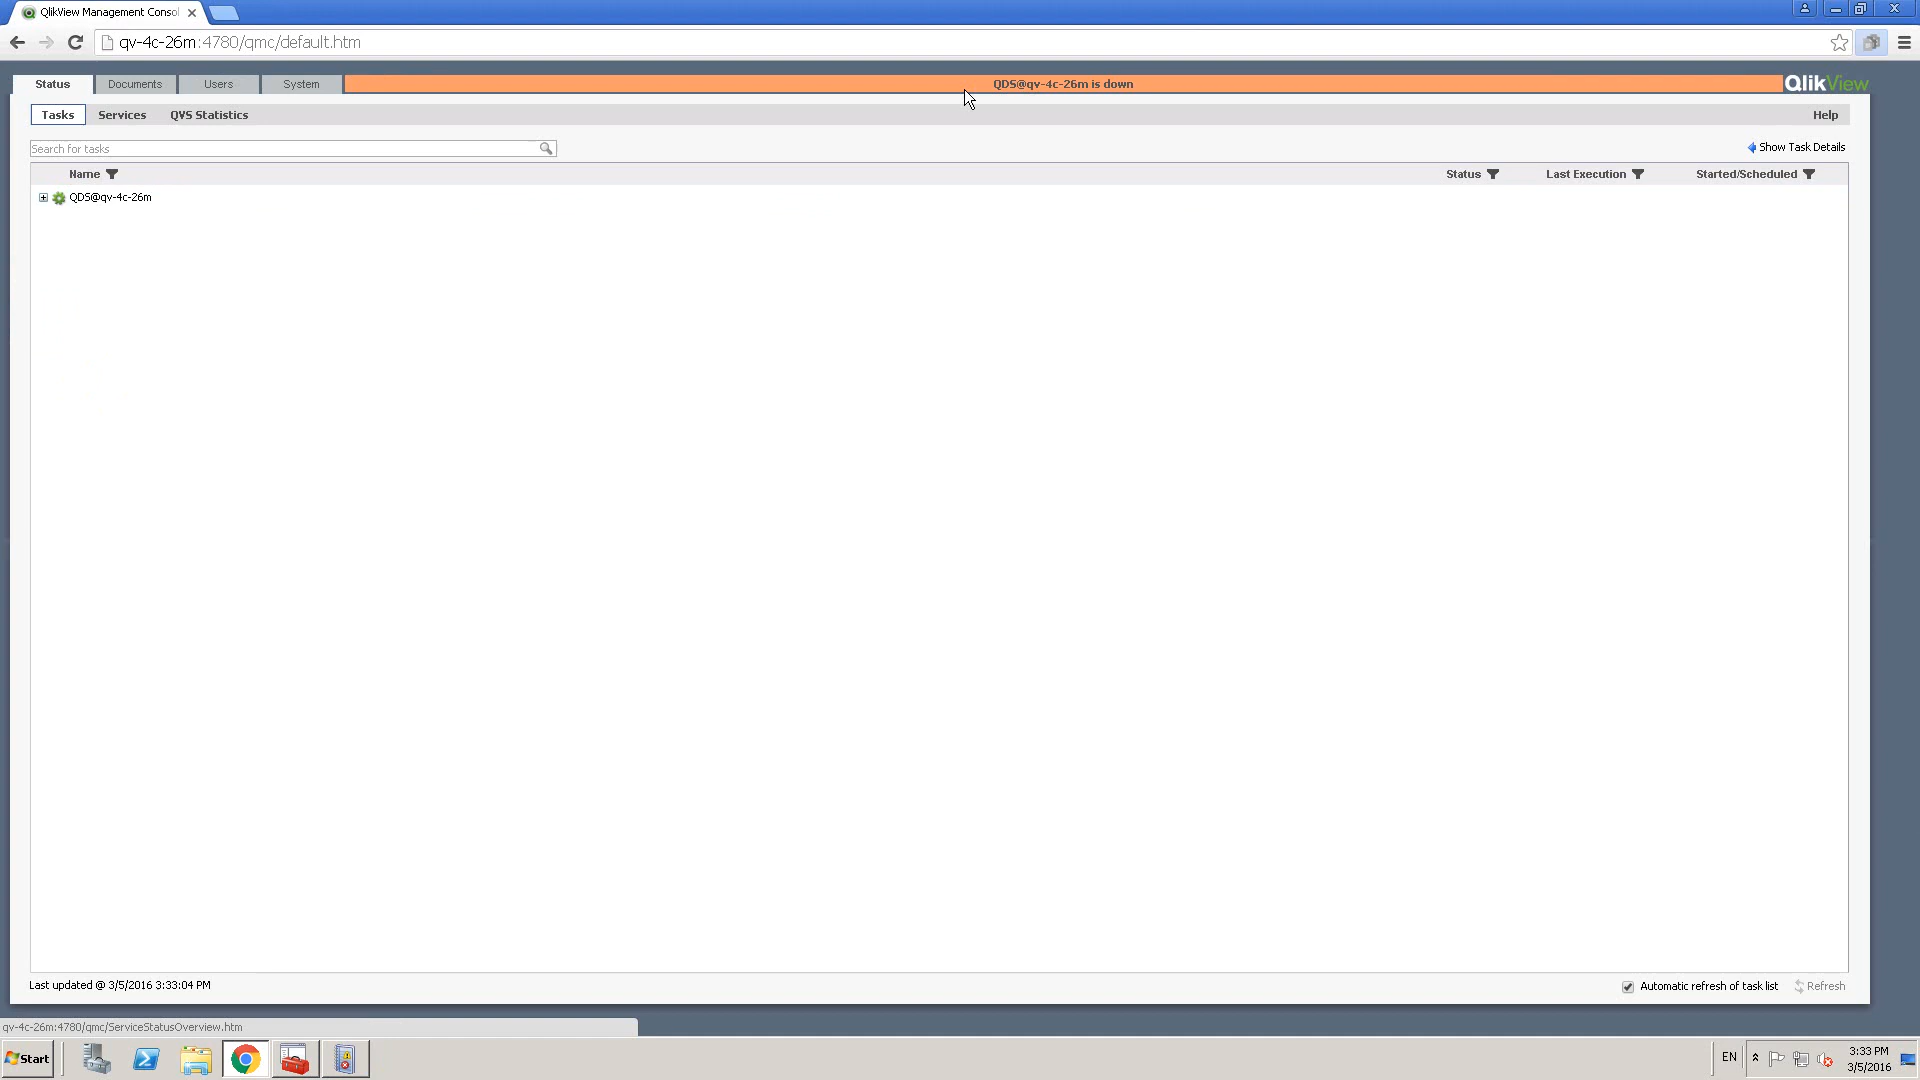 QlikView Management Consol
qv-4c-26m:4780/qmc/default.htm
Status
Documents
Users
System
QDS@qv-4c-26m is down
QlikView
Tasks
Services
QVS Statistics
Help
Search for tasks
Show Task Details
Name
Status
Last Execution
Started/Scheduled
QDS@qv-4c-26m
Last updated @ 3/5/2016 3:33:04 PM
Automatic refresh of task list
Refresh
qv-4c-26m:4780/qmc/ServiceStatusOverview.htm
Start
EN
3:33 PM
3/5/2016